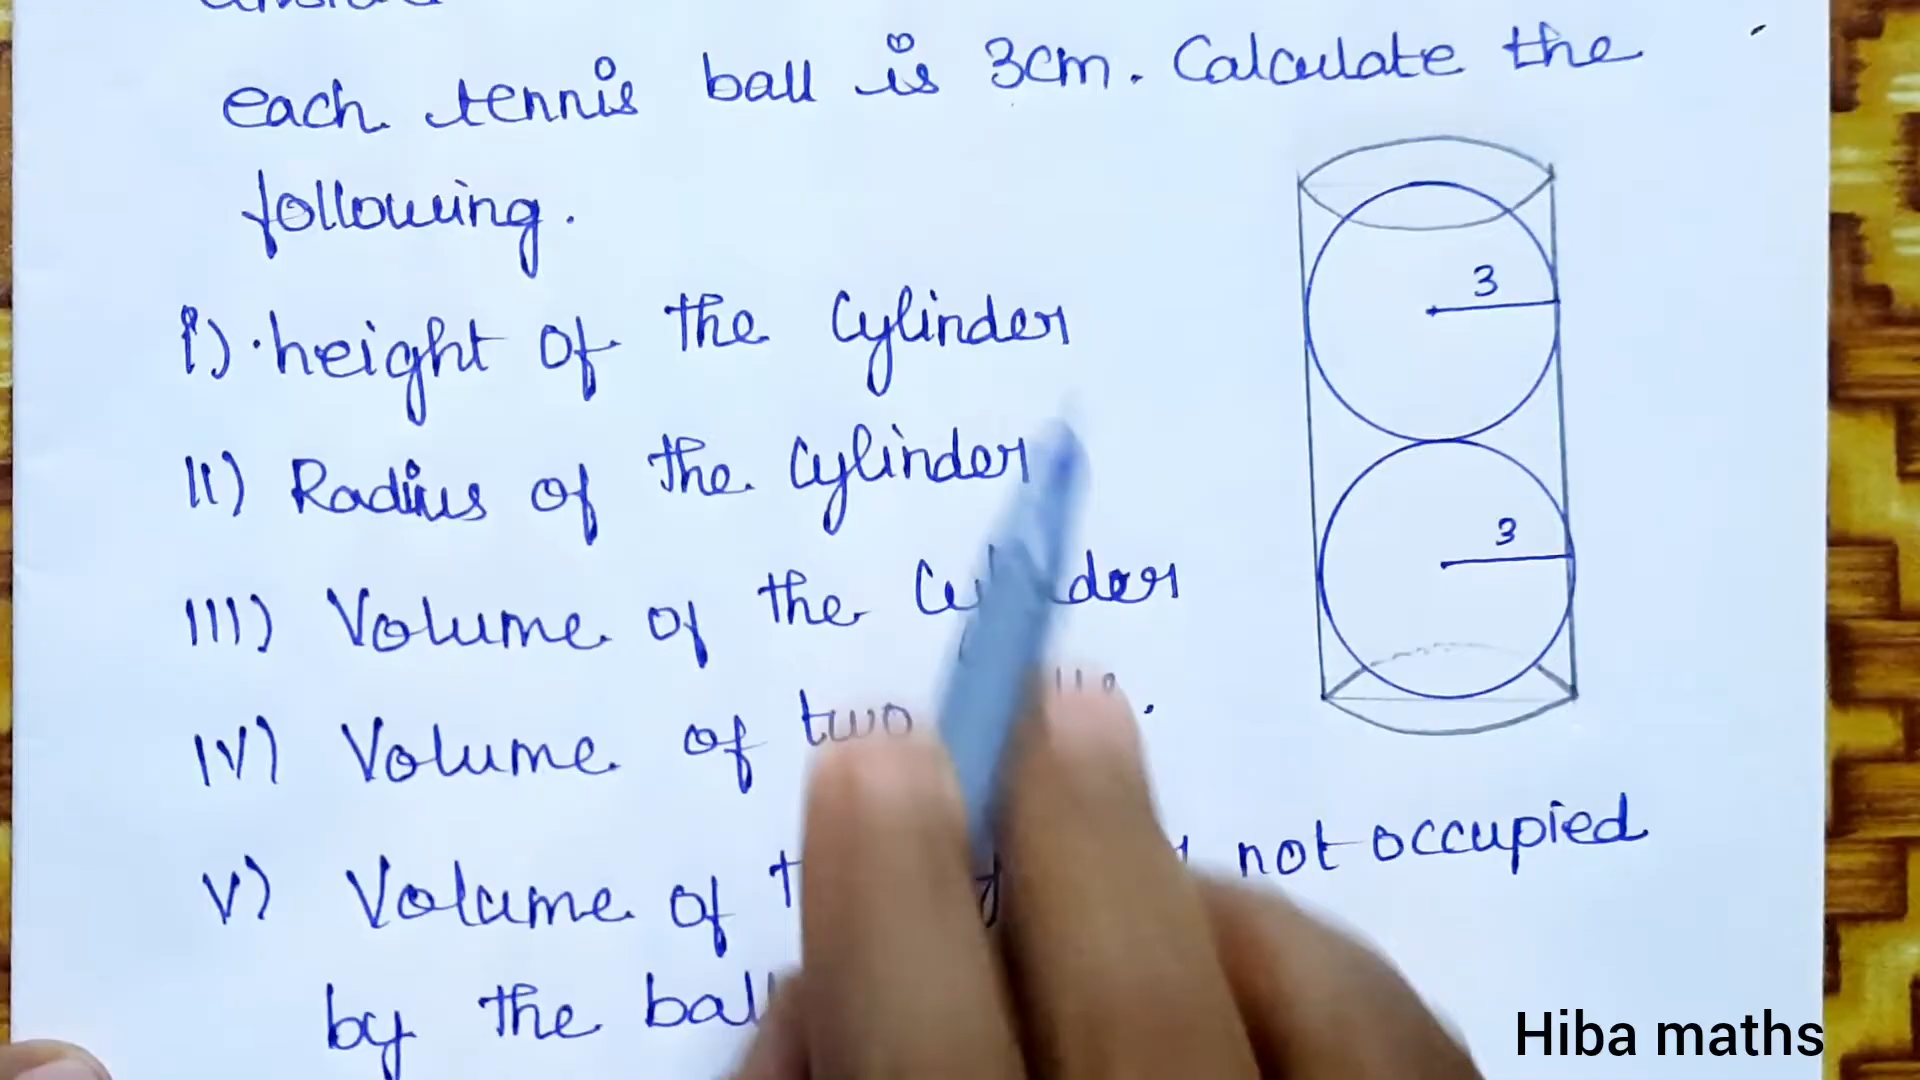 each tennis ball is 3cm. Calculate the
following.
3
i) height of the Cylinder
II) Radius of the Cylinder
3
III) Volume of the
IV) Volume of two
V) Volume of not occupied
by the
Hiba maths